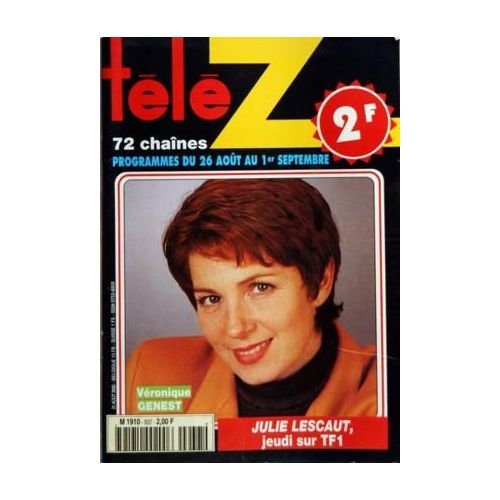 télé Z
2F
72 chaînes
PROGRAMMES DU 26 AOÛT AU 1er SEPTEMBRE
Véronique
GENEST
M 1910 - 937 - 2,00 F
JULIE LESCAUT,
jeudi sur TF1